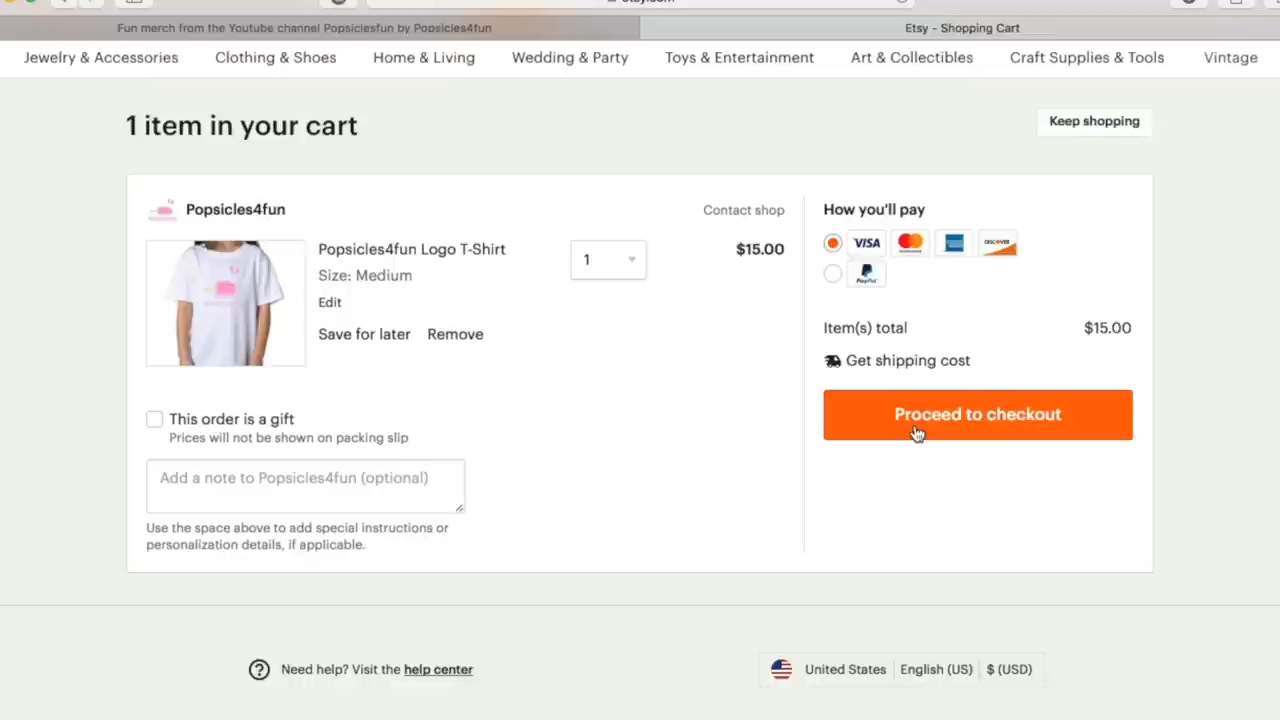 Fun merch from the Youtube channel Popsiclesfun by Popsicles4fun
Etsy - Shopping Cart
Jewelry & Accessories Clothing & Shoes Home & Living Wedding & Party Toys & Entertainment Art & Collectibles Craft Supplies & Tools Vintage
1 item in your cart
Keep shopping
Popsicles4fun
Contact shop
Popsicles4fun Logo T-Shirt
1
$15.00
Size: Medium
Edit
Save for later Remove
This order is a gift
Prices will not be shown on packing slip
Add a note to Popsicles4fun (optional)
Use the space above to add special instructions or
personalization details, if applicable.
How you'll pay
VISA
DISCOVER
PayPal
Item(s) total $15.00
Get shipping cost
Proceed to checkout
Need help? Visit the help center
United States English (US) $ (USD)